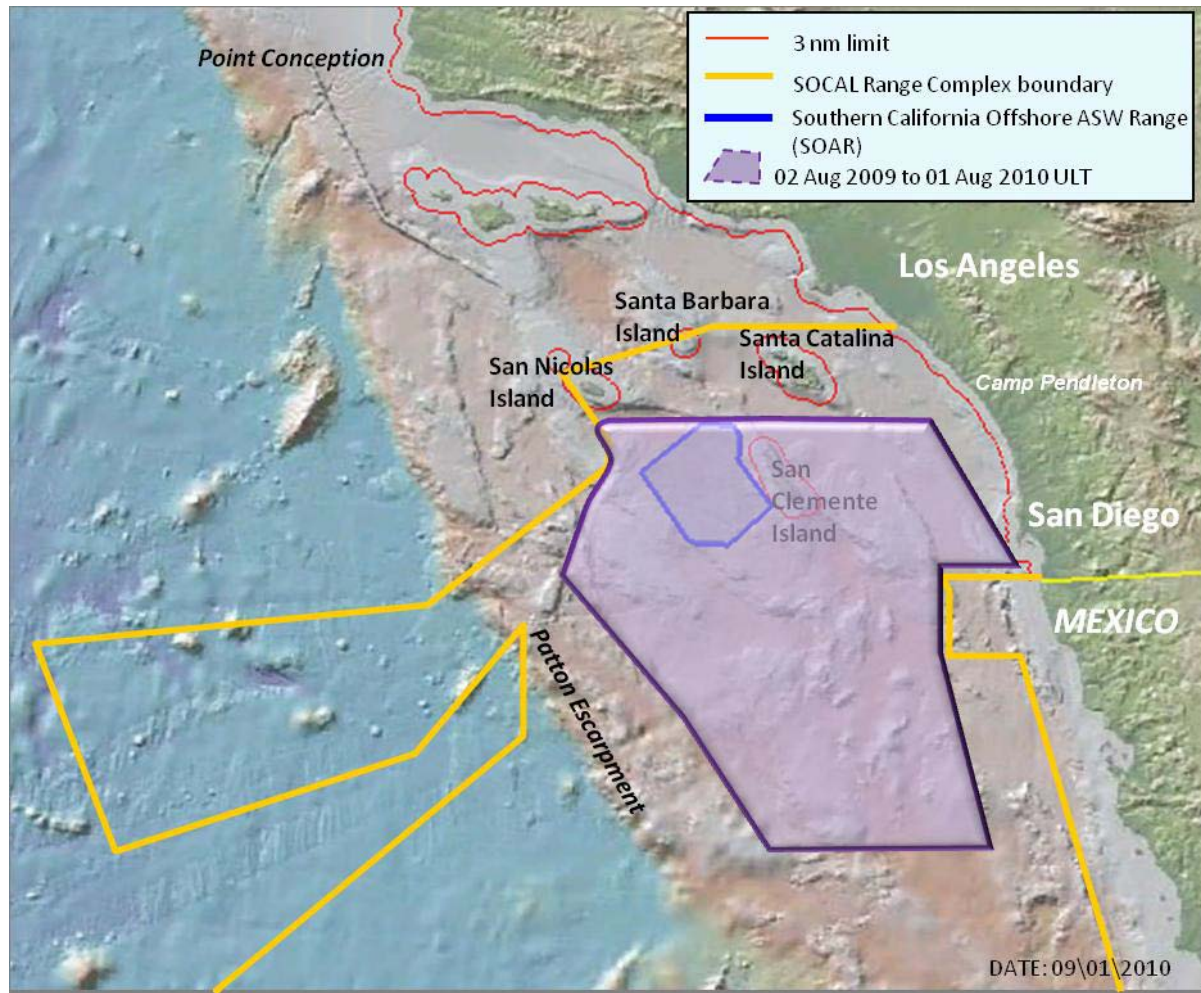 3 nm limit
SOCAL Range Complex boundary
Southern California Offshore ASW Range
(SOAR)
02 Aug 2009 to 01 Aug 2010 ULT
Point Conception
Los Angeles
Santa Barbara
Island
Santa Catalina
Island
San Nicolas
Island
Camp Pendleton
San
Clemente
Island
San Diego
MEXICO
Patton Escarpment
DATE: 09\01\2010